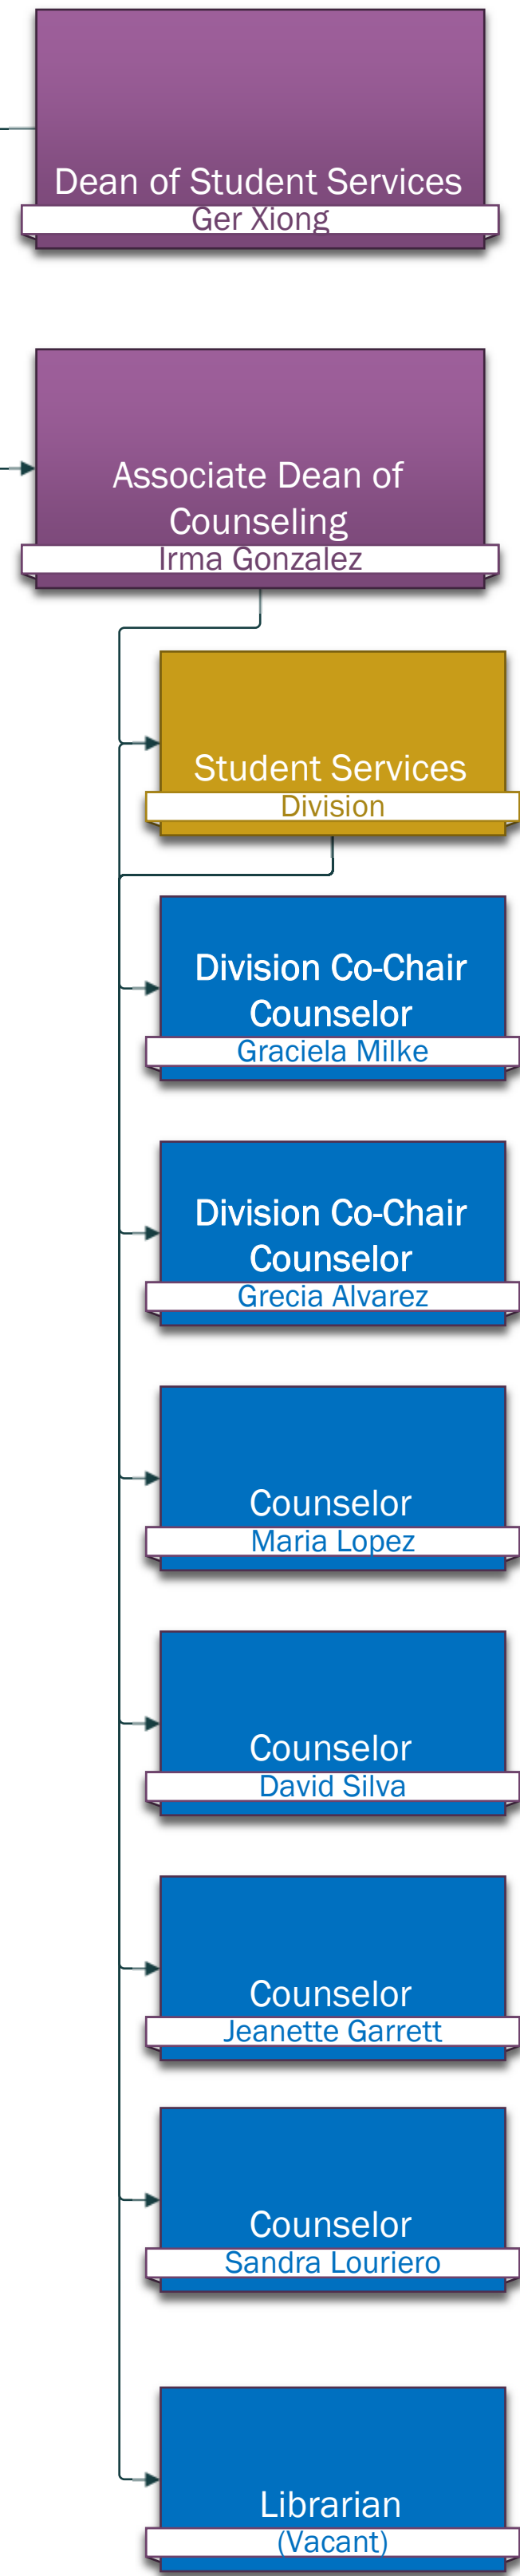 Dean of Student Services
Ger Xiong
Associate Dean of
Counseling
Irma Gonzalez
Student Services
Division
Division Co-Chair
Counselor
Graciela Milke
Division Co-Chair
Counselor
Grecia Alvarez
Counselor
Maria Lopez
Counselor
David Silva
Counselor
Jeanette Garrett
Counselor
Sandra Louriero
Librarian
(Vacant)